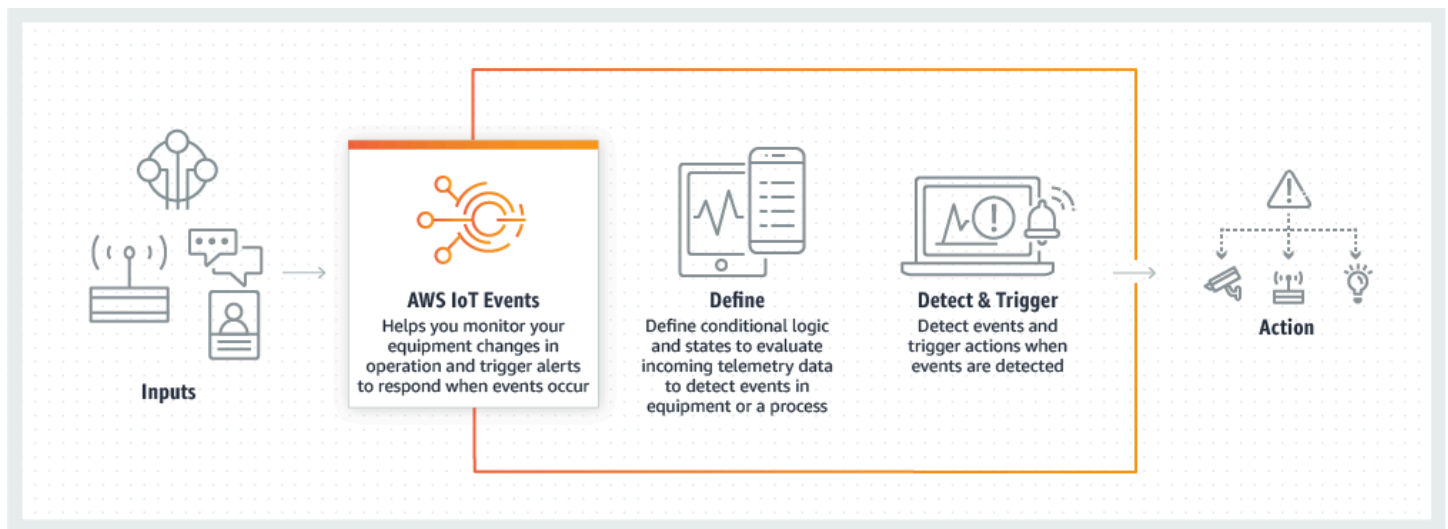 Inputs
AWS IoT Events
Helps you monitor your
equipment changes in
operation and trigger alerts
to respond when events occur
Define
Define conditional logic
and states to evaluate
incoming telemetry data
to detect events in
equipment or a process
Detect & Trigger
Detect events and
trigger actions when
events are detected
Action